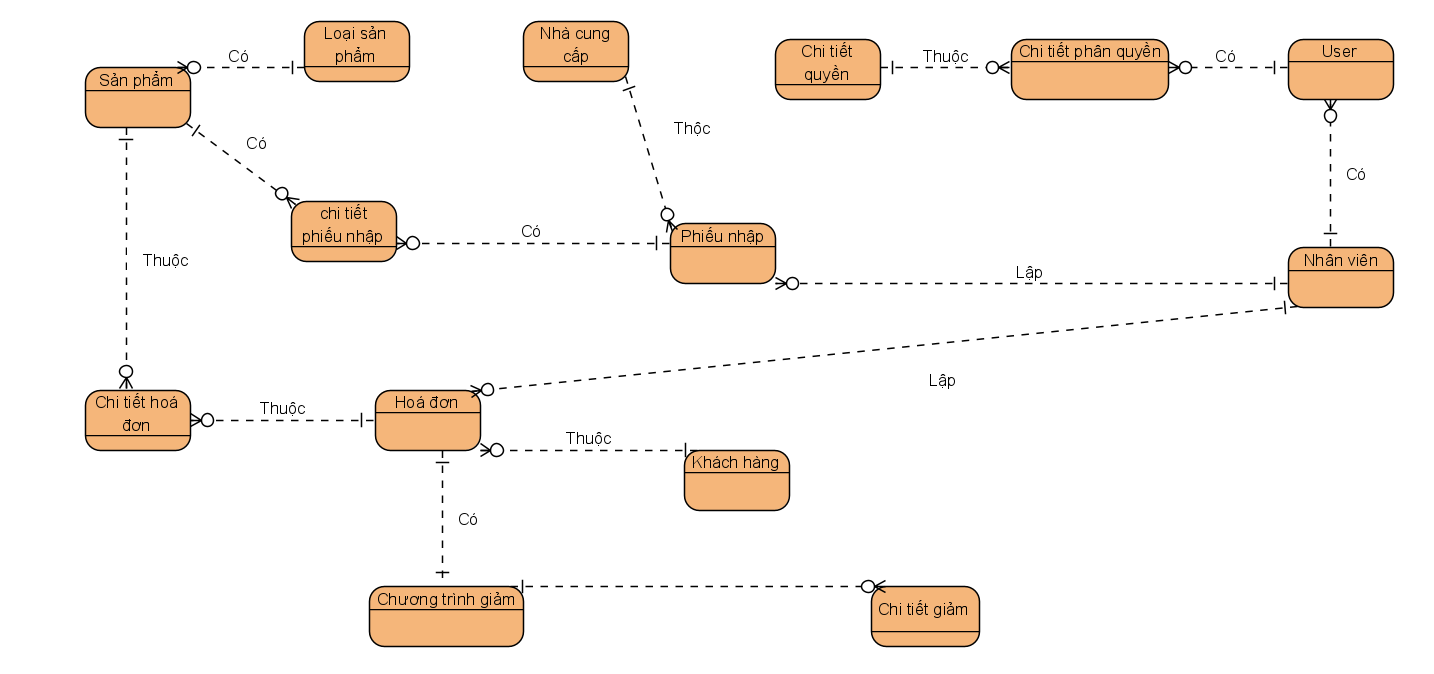 Loại sản
phẩm
Nhà cung
cấp
Chi tiết
quyền
Thuộc
Chi tiết phân quyền
Có
User
Có
Sản phẩm
Thộc
Có
Có
chi tiết
phiếu nhập
Có
Phiếu nhập
Thuộc
Nhân viên
Lập
Lập
Chi tiết hoá
đơn
Thuộc
Hoá đơn
Thuộc
Khách hàng
Có
Chương trình giảm
Chi tiết giảm